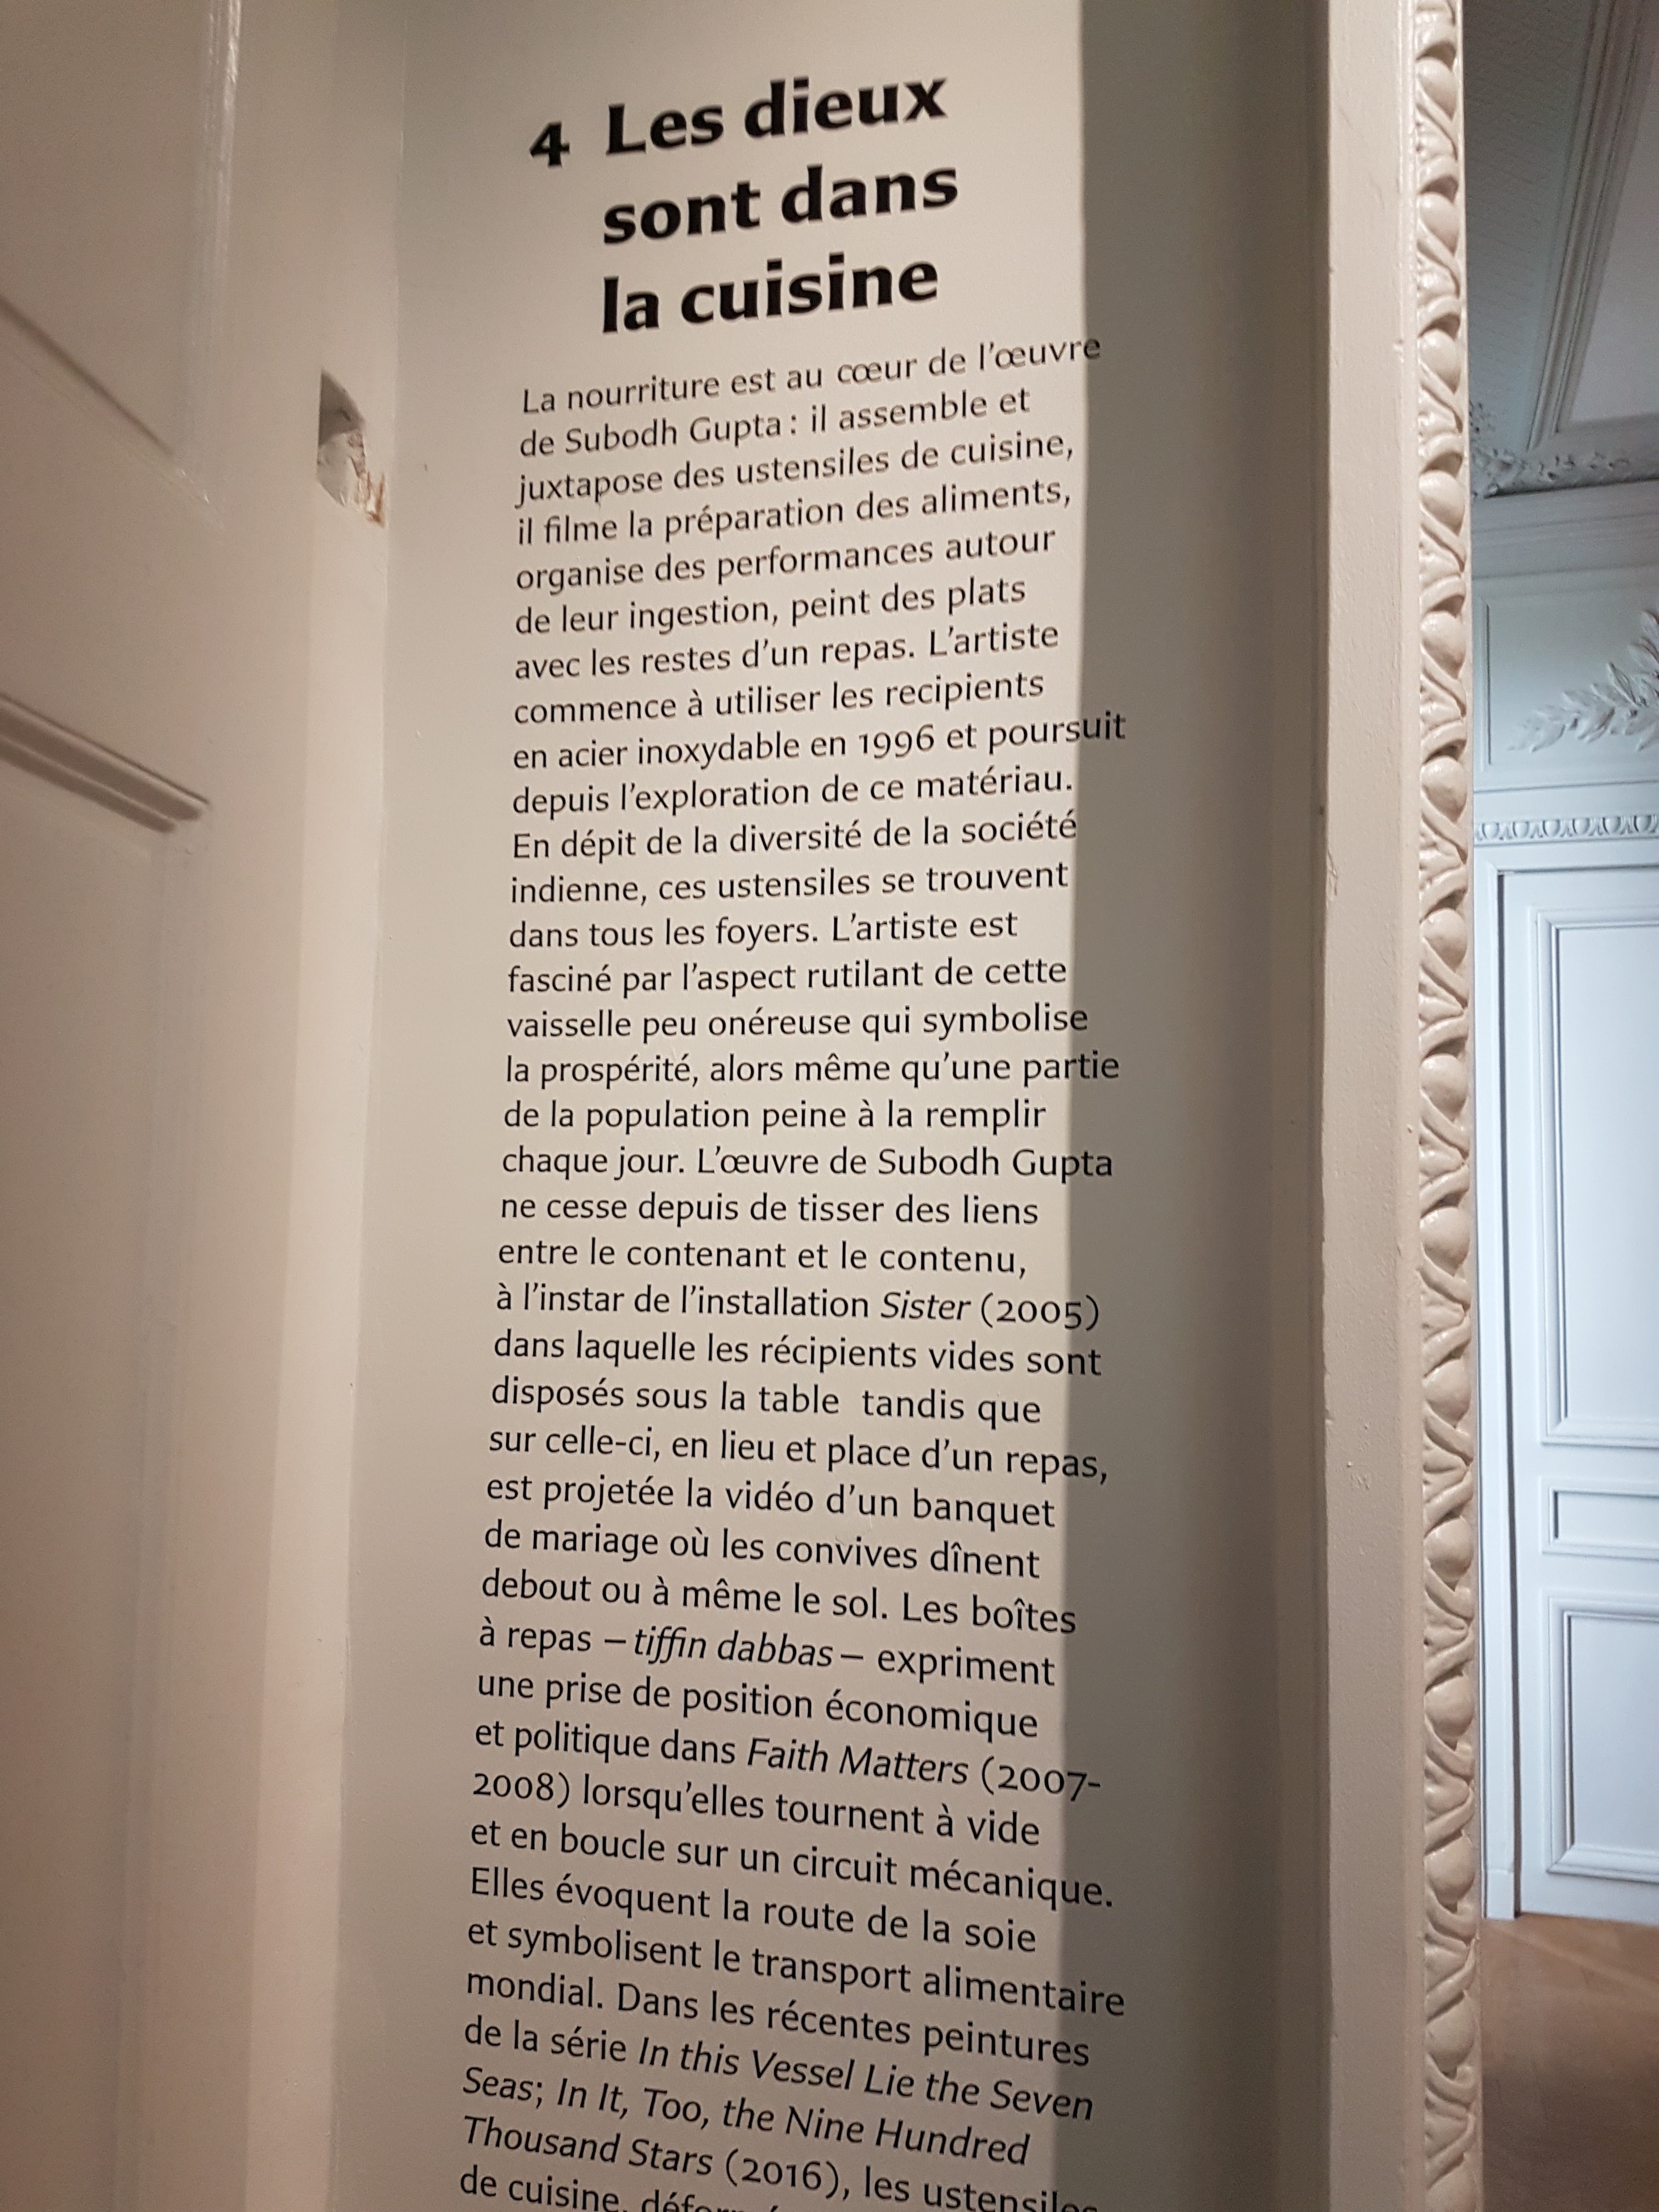 4 Les dieux
sont dans
la cuisine
La nourriture est au cœur de l'œuvre
de Subodh Gupta : il assemble et
juxtapose des ustensiles de cuisine,
il filme la préparation des aliments,
organise des performances autour
de leur ingestion, peint des plats
avec les restes d'un repas. L'artiste
commence à utiliser les recipients
en acier inoxydable en 1996 et poursuit
depuis l'exploration de ce matériau.
En dépit de la diversité de la société
indienne, ces ustensiles se trouvent
dans tous les foyers. L'artiste est
fasciné par l'aspect rutilant de cette
vaisselle peu onéreuse qui symbolise
la prospérité, alors même qu'une partie
de la population peine à la remplir
chaque jour. L'œuvre de Subodh Gupta
ne cesse depuis de tisser des liens
entre le contenant et le contenu,
à l'instar de l'installation Sister (2005)
dans laquelle les récipients vides sont
disposés sous la table tandis que
sur celle-ci, en lieu et place d'un repas,
est projetée la vidéo d'un banquet
de mariage où les convives dînent
debout ou à même le sol. Les boîtes
à repas – tiffin dabbas – expriment
une prise de position économique
et politique dans Faith Matters (2007-
2008) lorsqu'elles tournent à vide
et en boucle sur un circuit mécanique.
Elles évoquent la route de la soie
et symbolisent le transport alimentaire
mondial. Dans les récentes peintures
de la série In this Vessel Lie the Seven
Seas; In It, Too, the Nine Hundred
Thousand Stars (2016), les ustensiles
de cuisine,